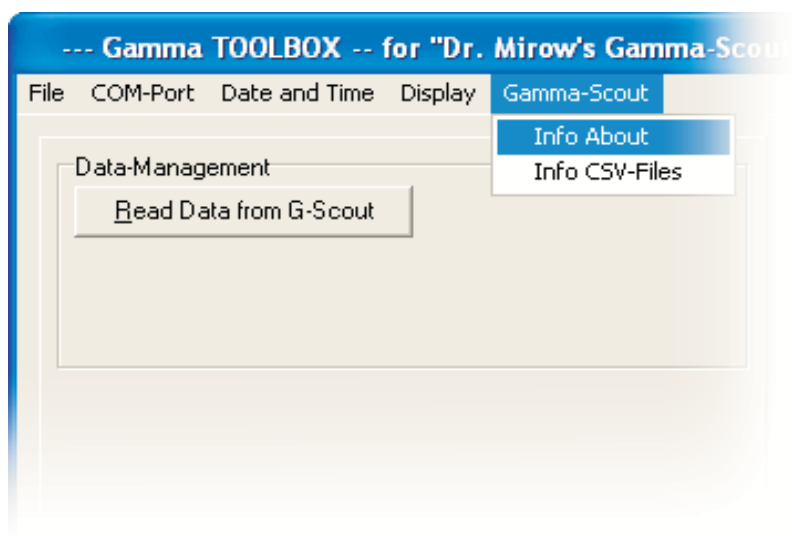 --- Gamma TOOLBOX -- for "Dr. Mirow's Gamma-Scou
File COM-Port Date and Time Display Gamma-Scout
Info About
Info CSV-Files
Data-Management
Read Data from G-Scout